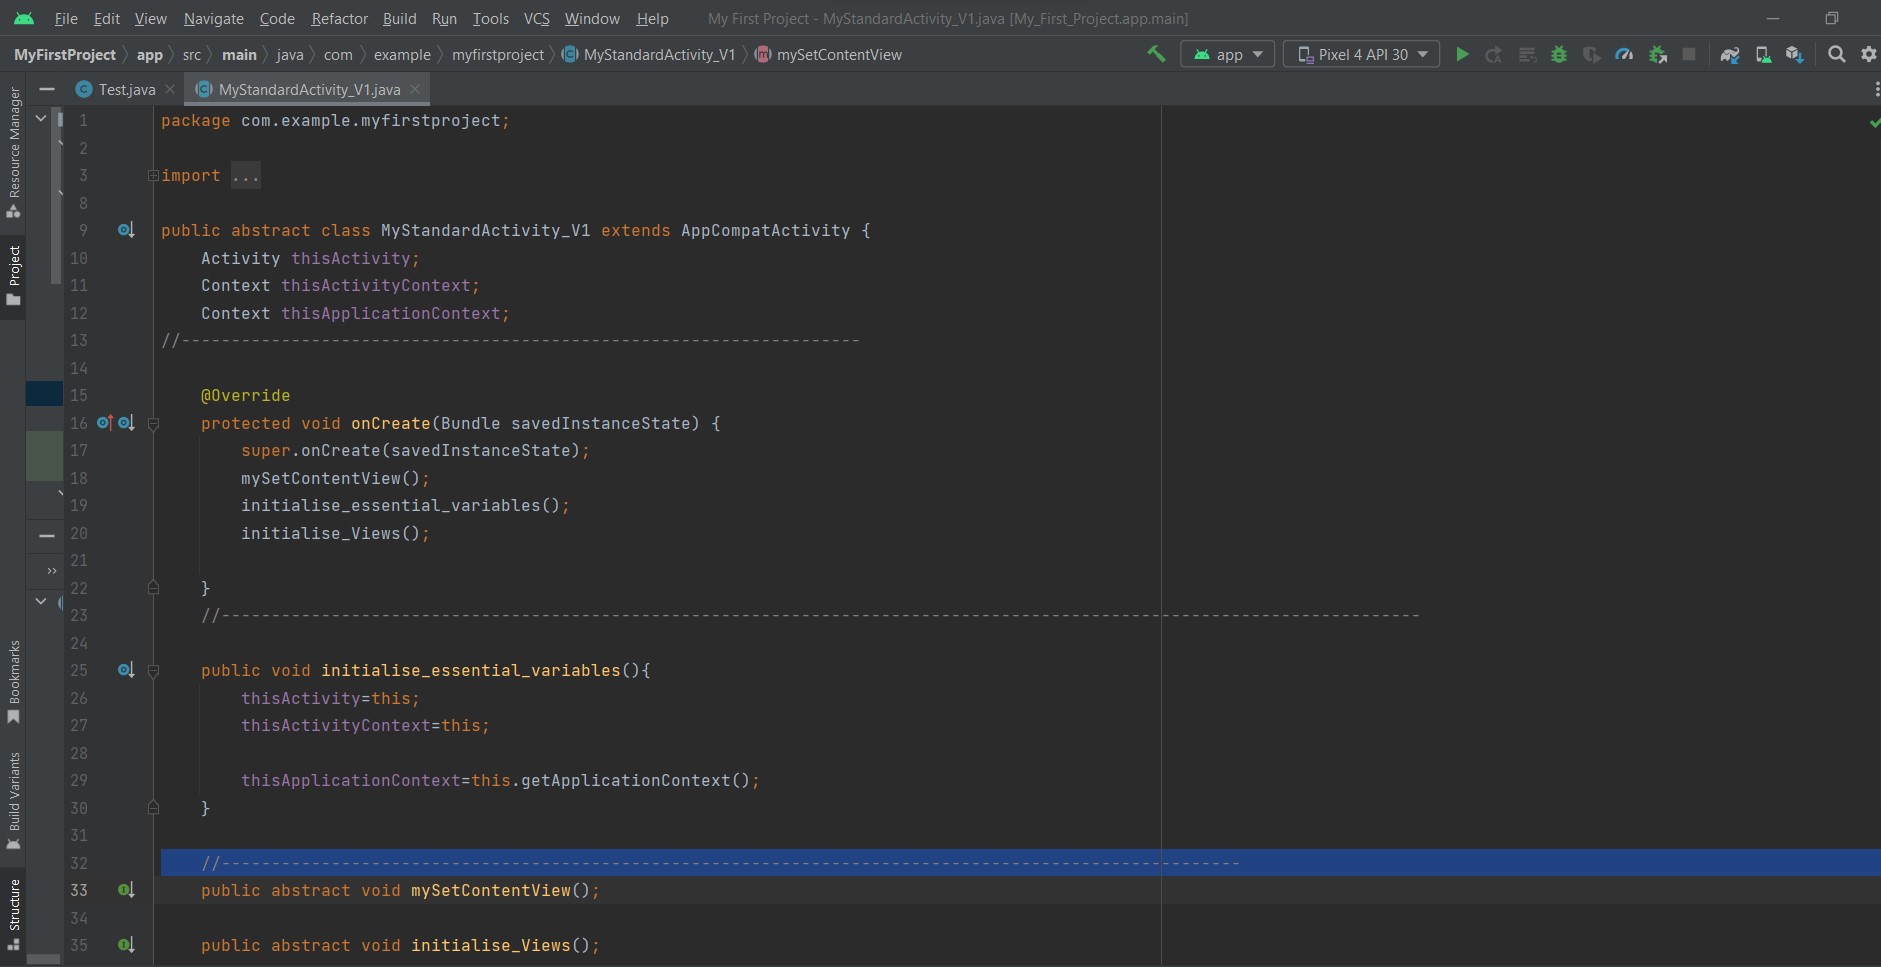 File Edit View Navigate Code Refactor Build Run Tools VCS Window Help My First Project - MyStandardActivity_V1.java [My_First_Project.app.main]
MyFirstProject app src main java com example myfirstproject MyStandardActivity_V1 mySetContentView app Pixel 4 API 30
Test.java MyStandardActivity_V1.java
Resource Manager
Project
Bookmarks
Build Variants
Structure
1 package com.example.myfirstproject;
2
3 import ...
8
9 public abstract class MyStandardActivity_V1 extends AppCompatActivity {
10 Activity thisActivity;
11 Context thisActivityContext;
12 Context thisApplicationContext;
13 //--------------------------------------------------------------------
14
15 @Override
16 protected void onCreate(Bundle savedInstanceState) {
17 super.onCreate(savedInstanceState);
18 mySetContentView();
19 initialise_essential_variables();
20 initialise_Views();
21
22 }
23 //------------------------------------------------------------------------------------------------------------------------
24
25 public void initialise_essential_variables(){
26 thisActivity=this;
27 thisActivityContext=this;
28
29 thisApplicationContext=this.getApplicationContext();
30 }
31
32 //------------------------------------------------------------------------------------------------------
33 public abstract void mySetContentView();
34
35 public abstract void initialise_Views();